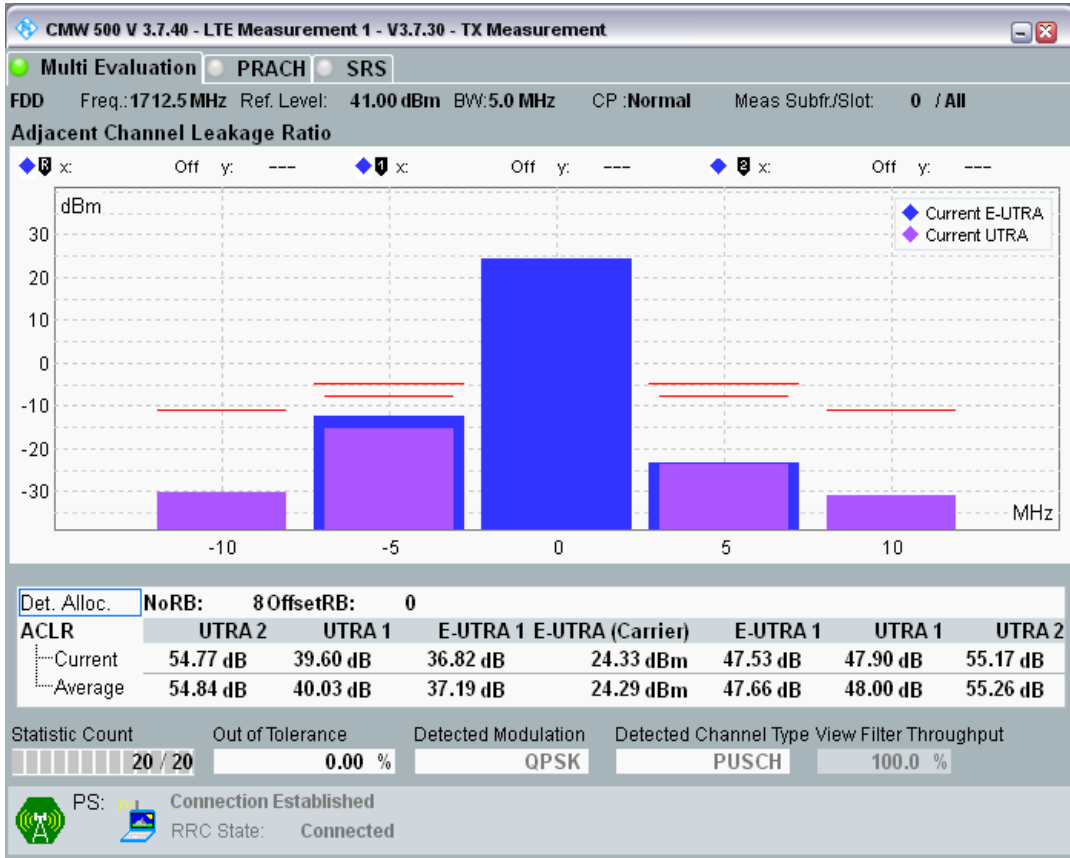 CMW 500 V 3.7.40 - LTE Measurement 1 - V3.7.30 - TX Measurement
Multi Evaluation PRACH SRS
FDD Freq.:1712.5 MHz Ref. Level: 41.00 dBm BW:5.0 MHz CP :Normal Meas Subfr./Slot: 0 / All
Adjacent Channel Leakage Ratio
R x: Off y: --- 1 x: Off y: --- 2 x: Off y: ---
dBm
Current E-UTRA
Current UTRA
30
20
10
0
-10
-20
-30
MHz
-10 -5 0 5 10
Det. Alloc. NoRB: 8 OffsetRB: 0
ACLR UTRA 2 UTRA 1 E-UTRA 1 E-UTRA (Carrier) E-UTRA 1 UTRA 1 UTRA 2
Current 54.77 dB 39.60 dB 36.82 dB 24.33 dBm 47.53 dB 47.90 dB 55.17 dB
Average 54.84 dB 40.03 dB 37.19 dB 24.29 dBm 47.66 dB 48.00 dB 55.26 dB
Statistic Count Out of Tolerance Detected Modulation Detected Channel Type View Filter Throughput
20 / 20 0.00 % QPSK PUSCH 100.0 %
PS: Connection Established
RRC State: Connected